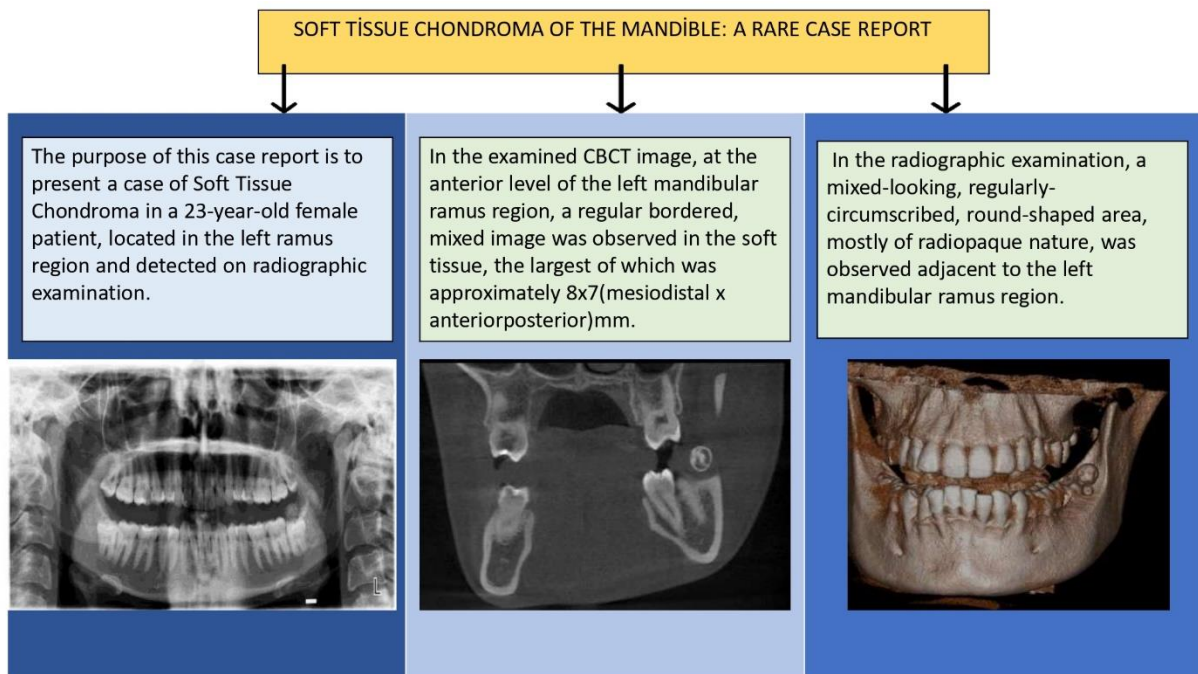 SOFT TİSSUE CHONDROMA OF THE MANDİBLE: A RARE CASE REPORT
The purpose of this case report is to
present a case of Soft Tissue
Chondroma in a 23-year-old female
patient, located in the left ramus
region and detected on radiographic
examination.
In the examined CBCT image, at the
anterior level of the left mandibular
ramus region, a regular bordered,
mixed image was observed in the soft
tissue, the largest of which was
approximately 8x7(mesiodistal x
anteriorposterior)mm.
In the radiographic examination, a
mixed-looking, regularly-
circumscribed, round-shaped area,
mostly of radiopaque nature, was
observed adjacent to the left
mandibular ramus region.
L